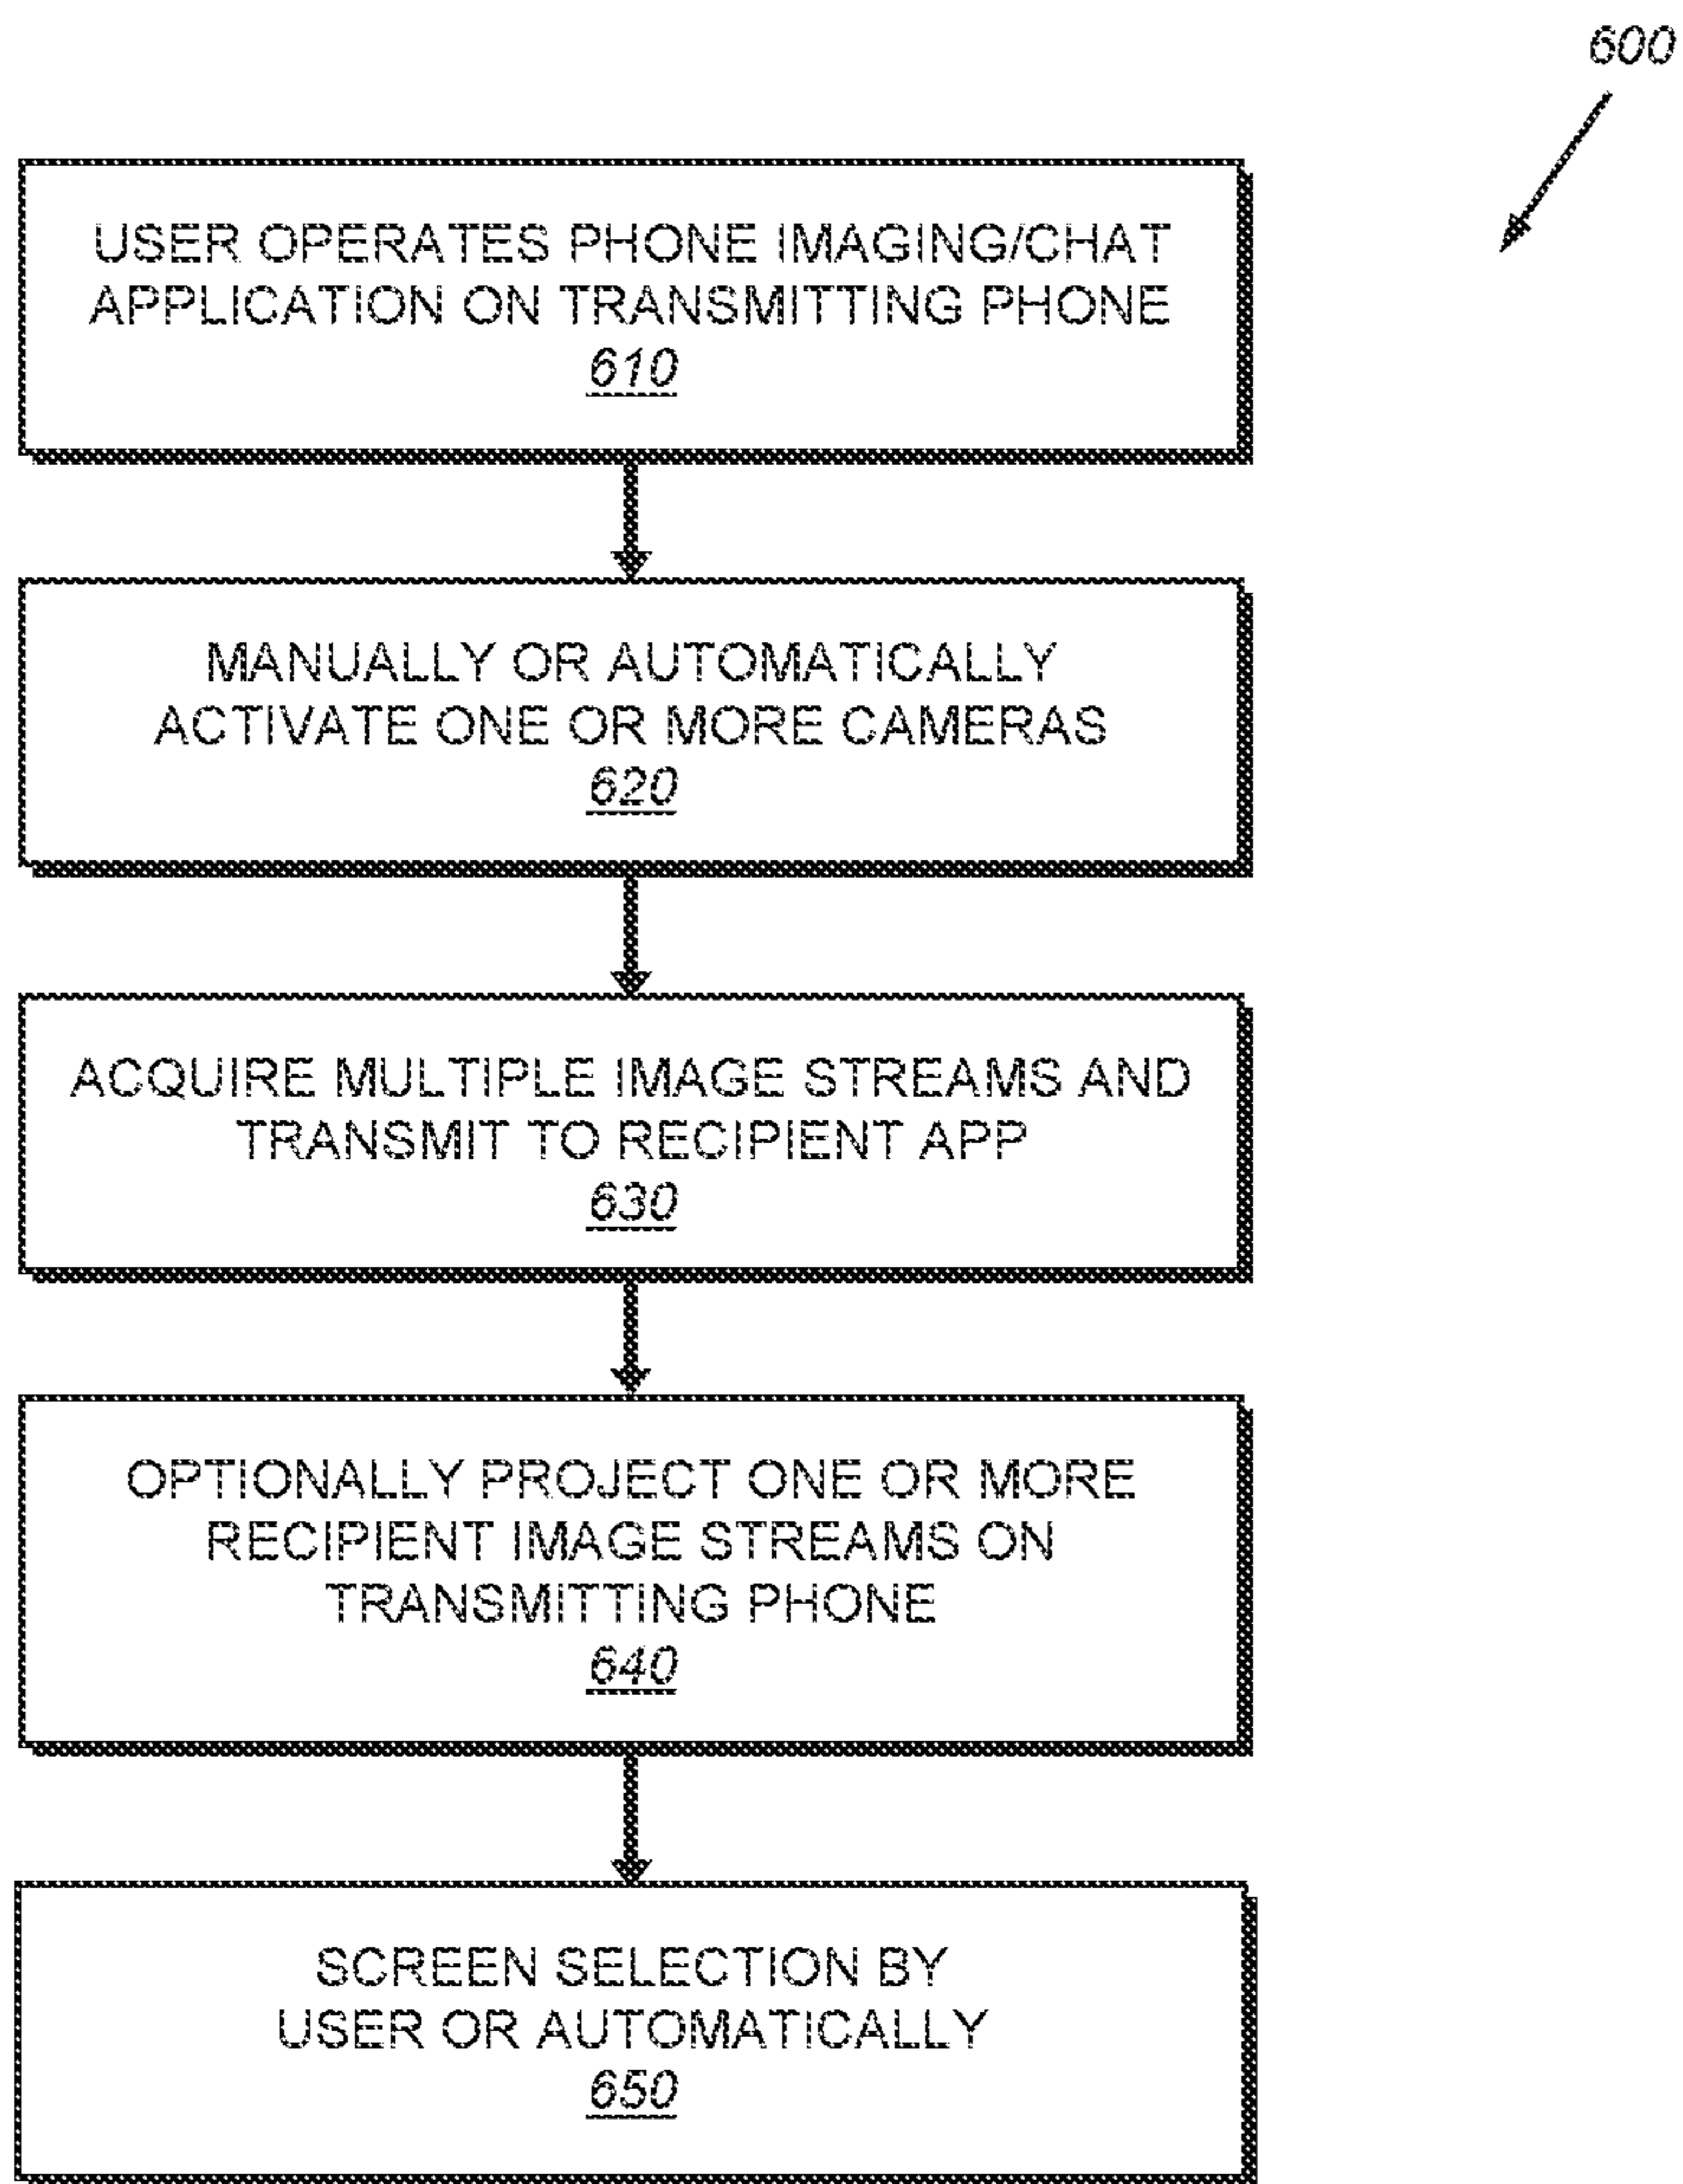 600
USER OPERATES PHONE IMAGING/CHAT
APPLICATION ON TRANSMITTING PHONE
610
MANUALLY OR AUTOMATICALLY
ACTIVATE ONE OR MORE CAMERAS
620
ACQUIRE MULTIPLE IMAGE STREAMS AND
TRANSMIT TO RECIPIENT APP
630
OPTIONALLY PROJECT ONE OR MORE
RECIPIENT IMAGE STREAMS ON
TRANSMITTING PHONE
640
SCREEN SELECTION BY
USER OR AUTOMATICALLY
650